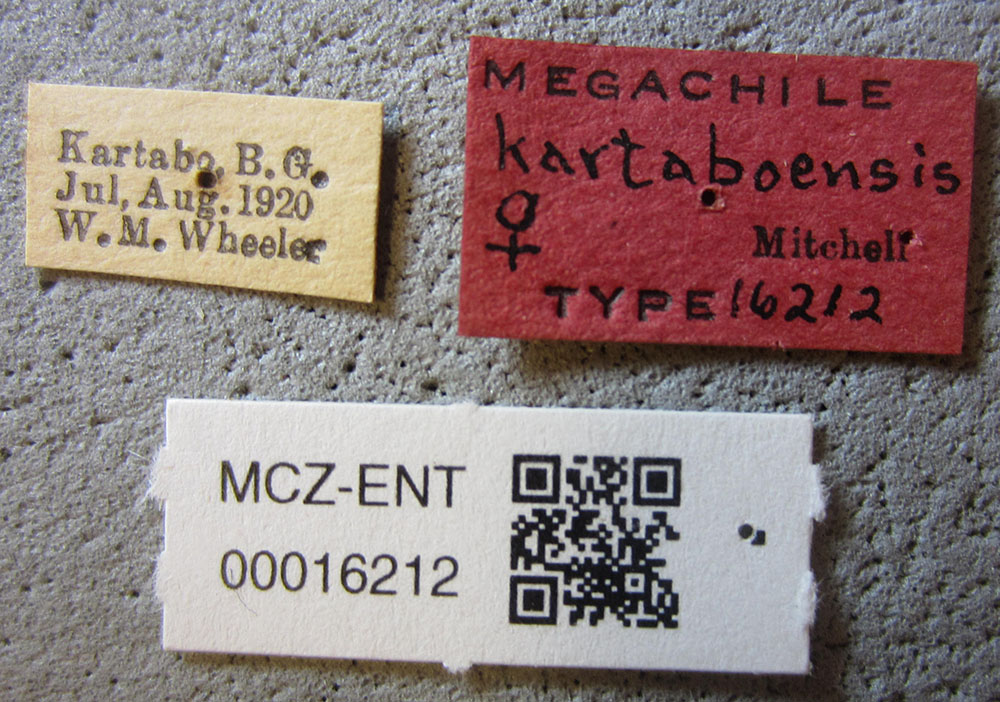 Kartabo, B.G.
Jul, Aug. 1920
W.M. Wheeler
MEGACHILE
kartaboensis
♀
Mitchell
TYPE 16212
MCZ-ENT
00016212